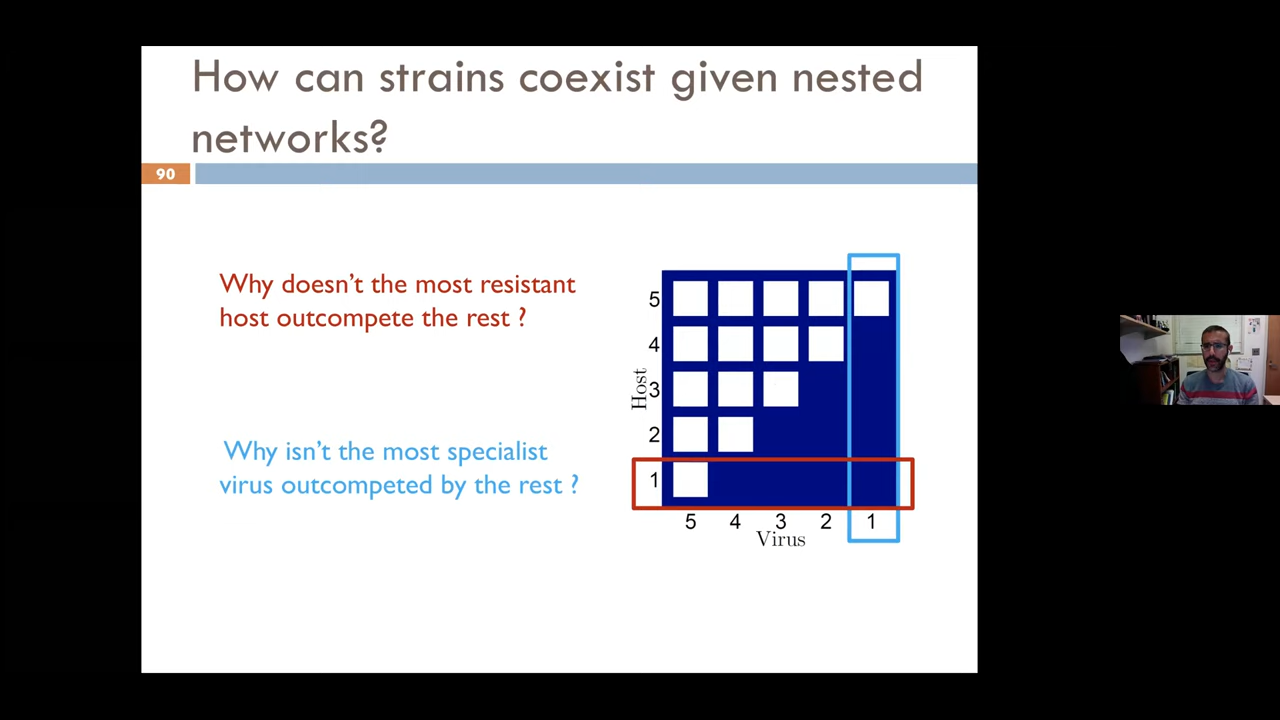 How can strains coexist given nested
networks?
90
Why doesn't the most resistant
host outcompete the rest ?
Why isn't the most specialist
virus outcompeted by the rest ?
Host
5
4
3
2
1
5 4 3 2 1
Virus